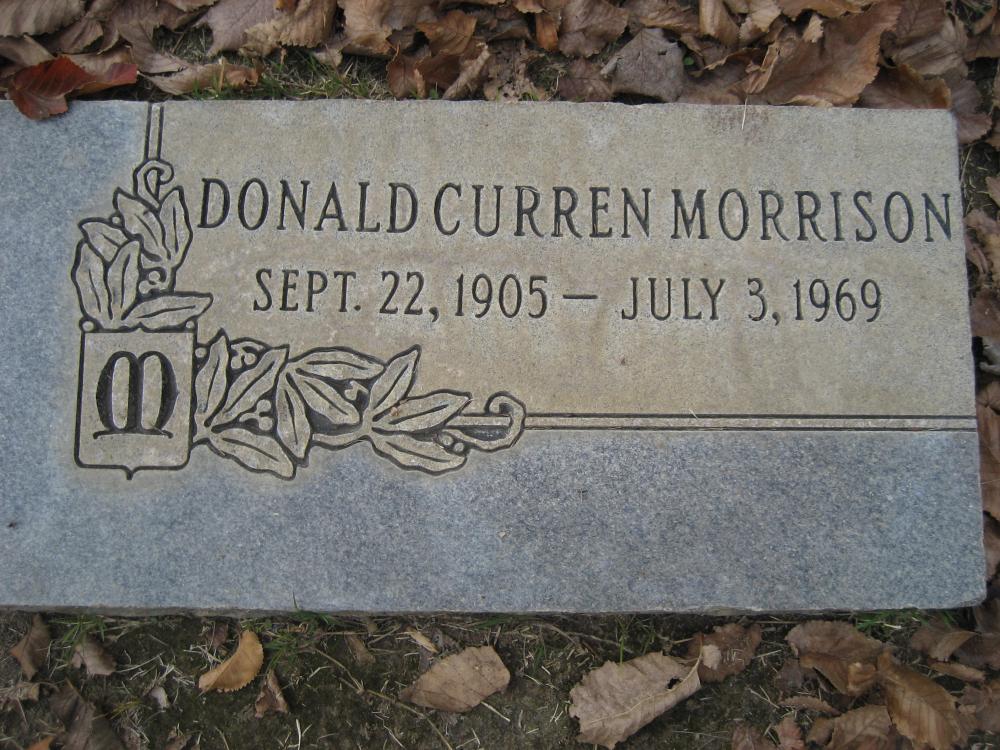 DONALD CURREN MORRISON
SEPT. 22, 1905 — JULY 3, 1969
M